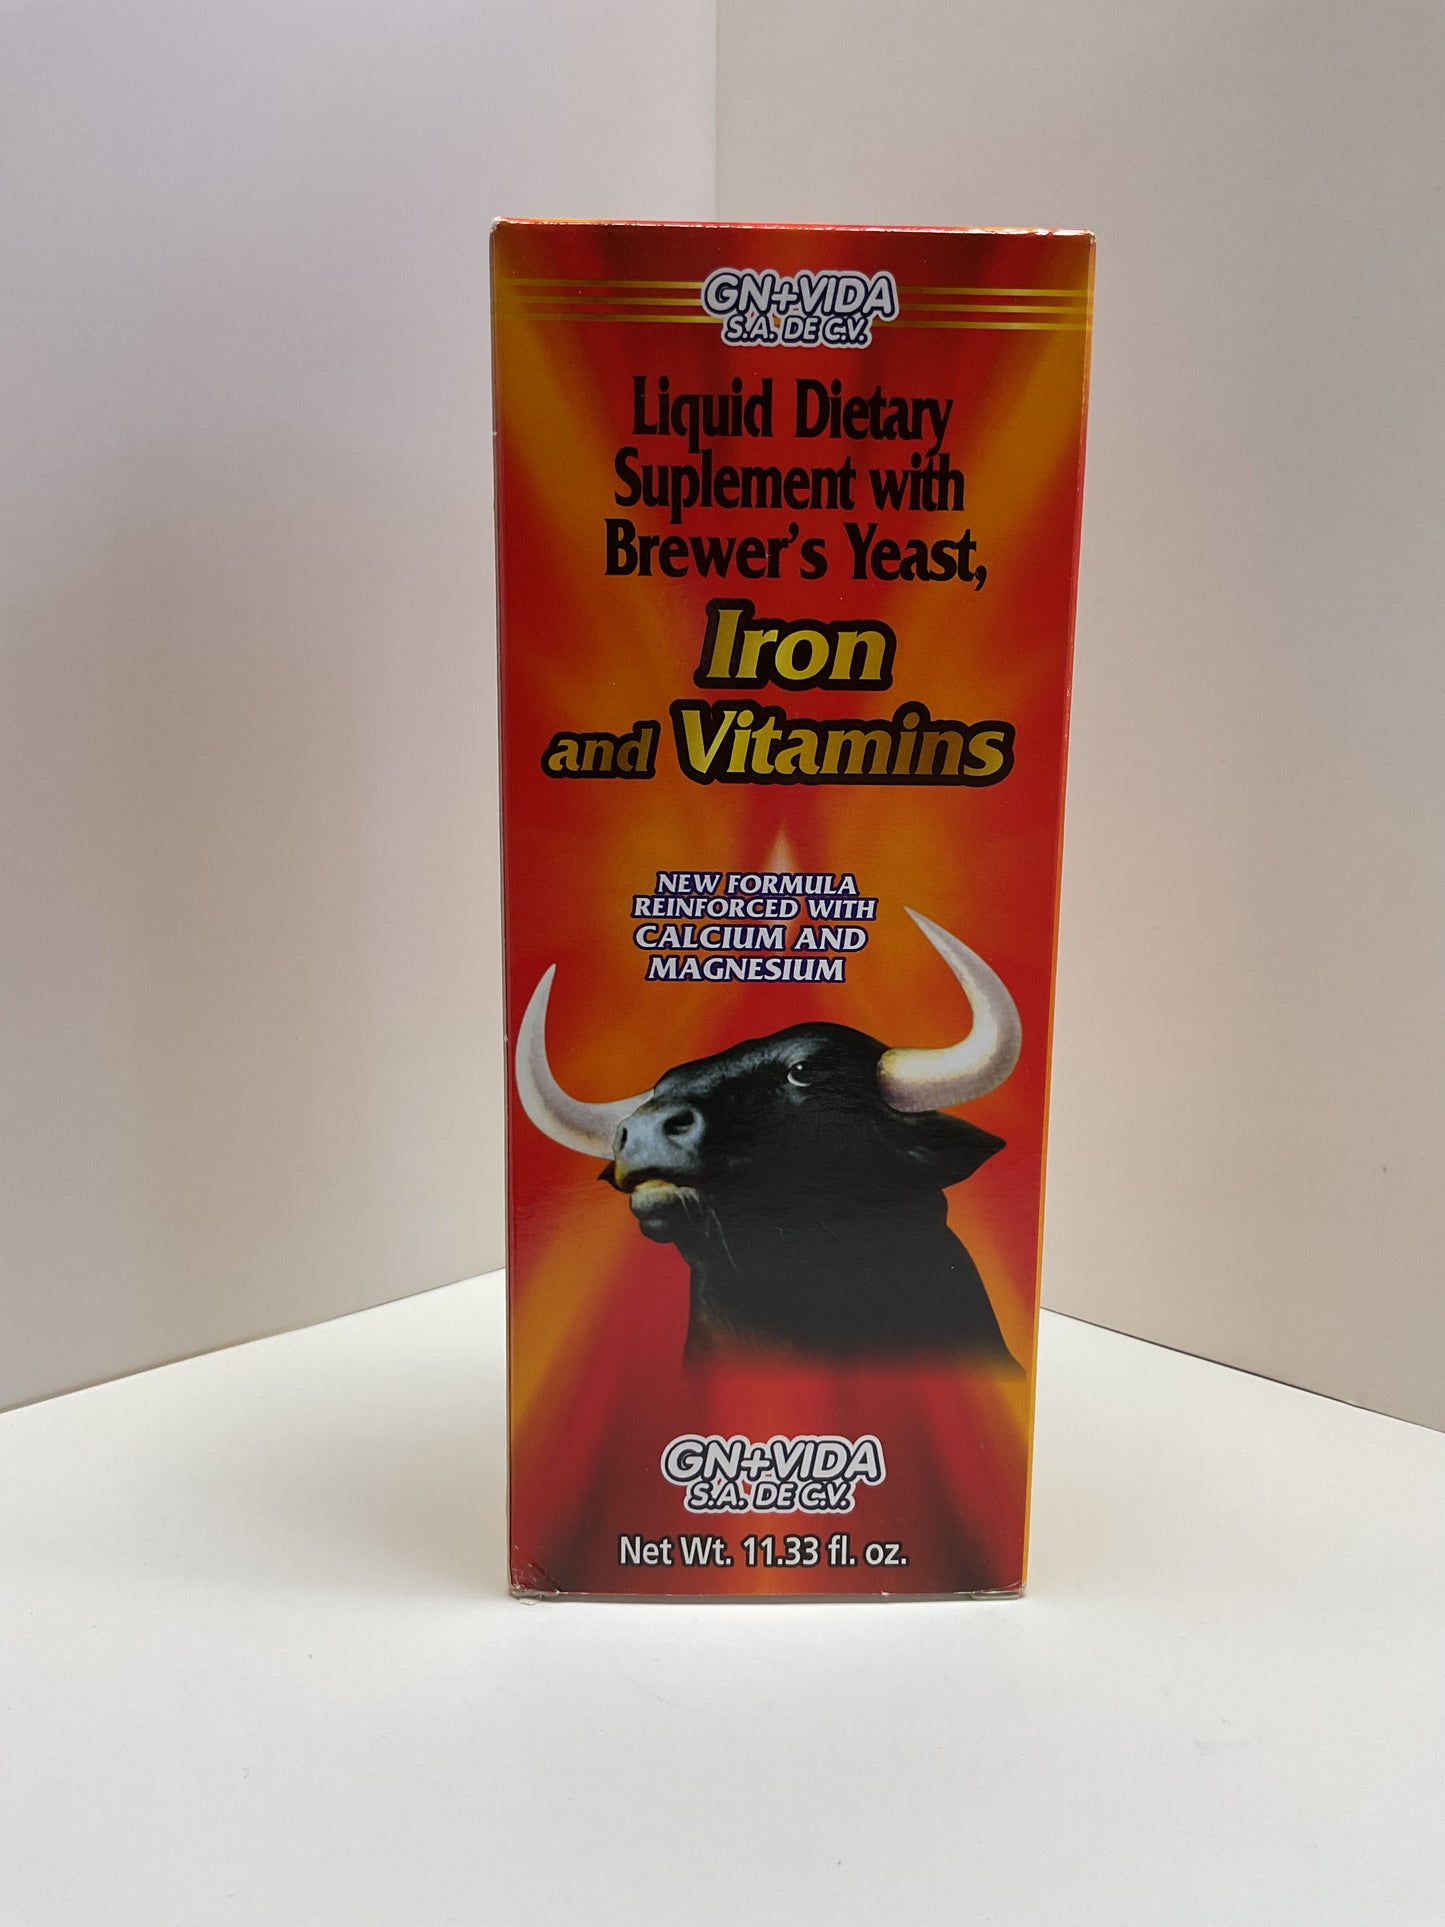 GN+VIDA
S.A. DE C.V.
Liquid Dietary
Suplement with
Brewer's Yeast,
Iron
and Vitamins
NEW FORMULA
REINFORCED WITH
CALCIUM AND
MAGNESIUM
GN+VIDA
S.A. DE C.V.
Net Wt. 11.33 fl. oz.